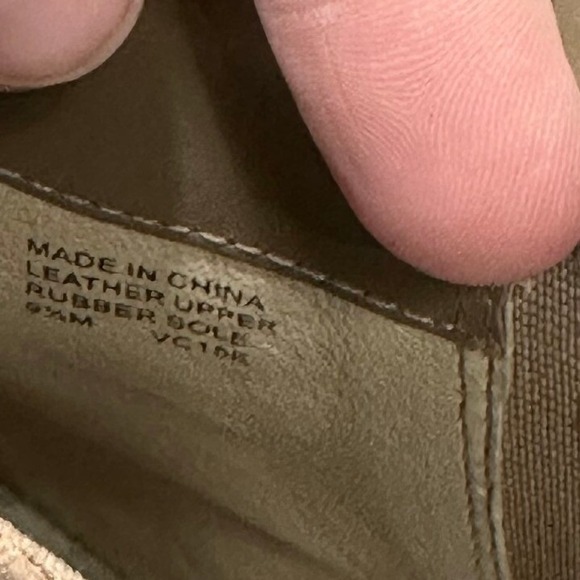 MADE IN CHINA
LEATHER UPPER
RUBBER SOLE
9½M